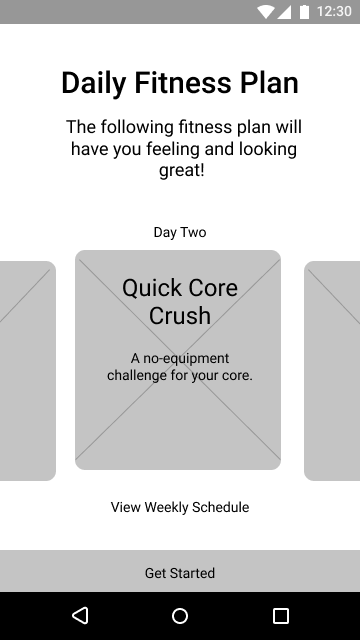 12:30
Daily Fitness Plan
The following fitness plan will
have you feeling and looking
great!
Day Two
Quick Core
Crush
A no-equipment
challenge for your core.
View Weekly Schedule
Get Started